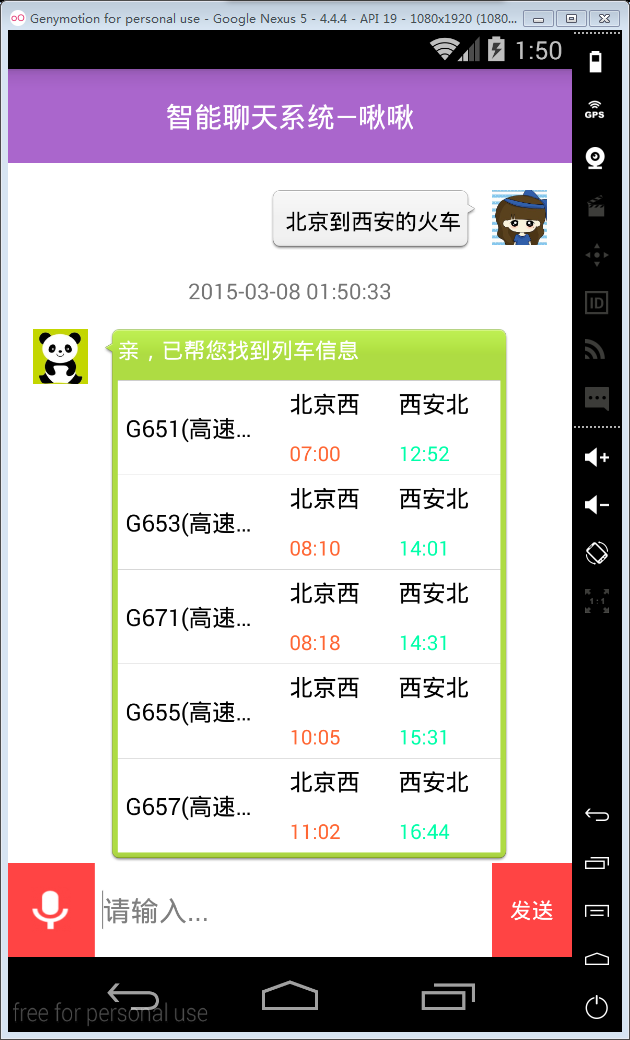 Genymotion for personal use - Google Nexus 5 - 4.4.4 - API 19 - 1080x1920 (1080...
1:50
GPS
智能聊天系统—啾啾
北京到西安的火车
ID
2015-03-08 01:50:33
亲，已帮您找到列车信息
北京西 西安北
G651(高速...
07:00 12:52
北京西 西安北
G653(高速...
08:10 14:01
北京西 西安北
G671(高速...
08:18 14:31
1:1
北京西 西安北
G655(高速...
10:05 15:31
北京西 西安北
G657(高速...
11:02 16:44
请输入...
发送
free for personal use